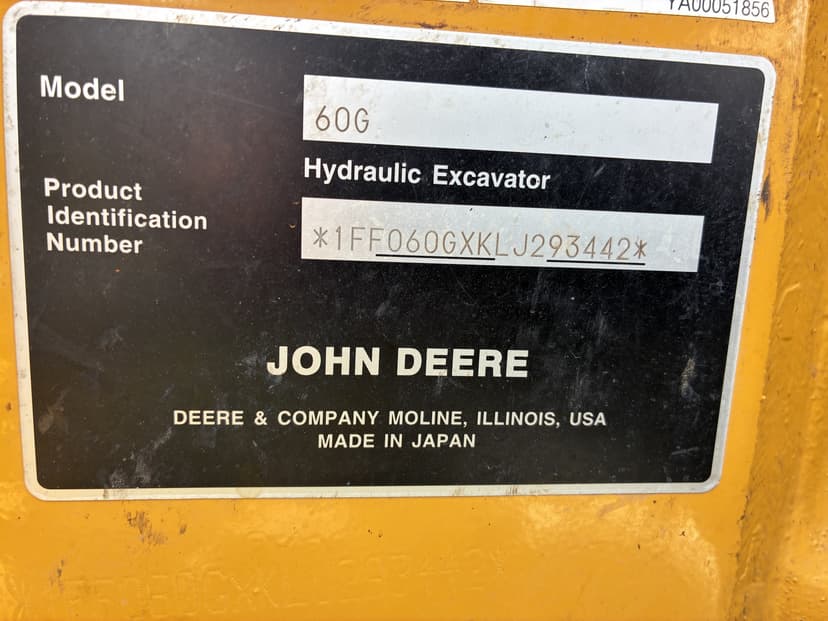 YA00051856
Model
60G
Hydraulic Excavator
Product
Identification
Number
*1FF060GXKLJ293442*
JOHN DEERE
DEERE & COMPANY MOLINE, ILLINOIS, USA
MADE IN JAPAN